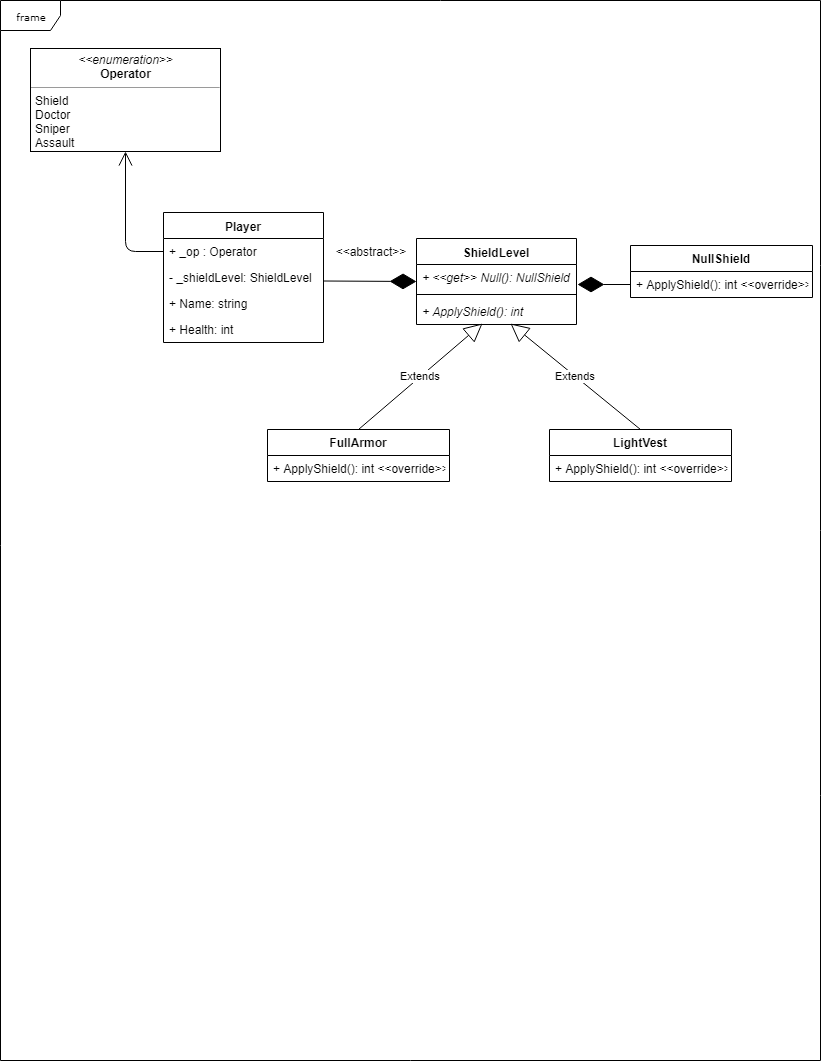 frame
<<enumeration>>
Operator
Shield
Doctor
Sniper
Assault
Player
+ _op : Operator
- _shieldLevel: ShieldLevel
+ Name: string
+ Health: int
<<abstract>>
ShieldLevel
+ <<get>> Null(): NullShield
+ ApplyShield(): int
NullShield
+ ApplyShield(): int <<override>>
Extends
Extends
FullArmor
+ ApplyShield(): int <<override>>
LightVest
+ ApplyShield(): int <<override>>